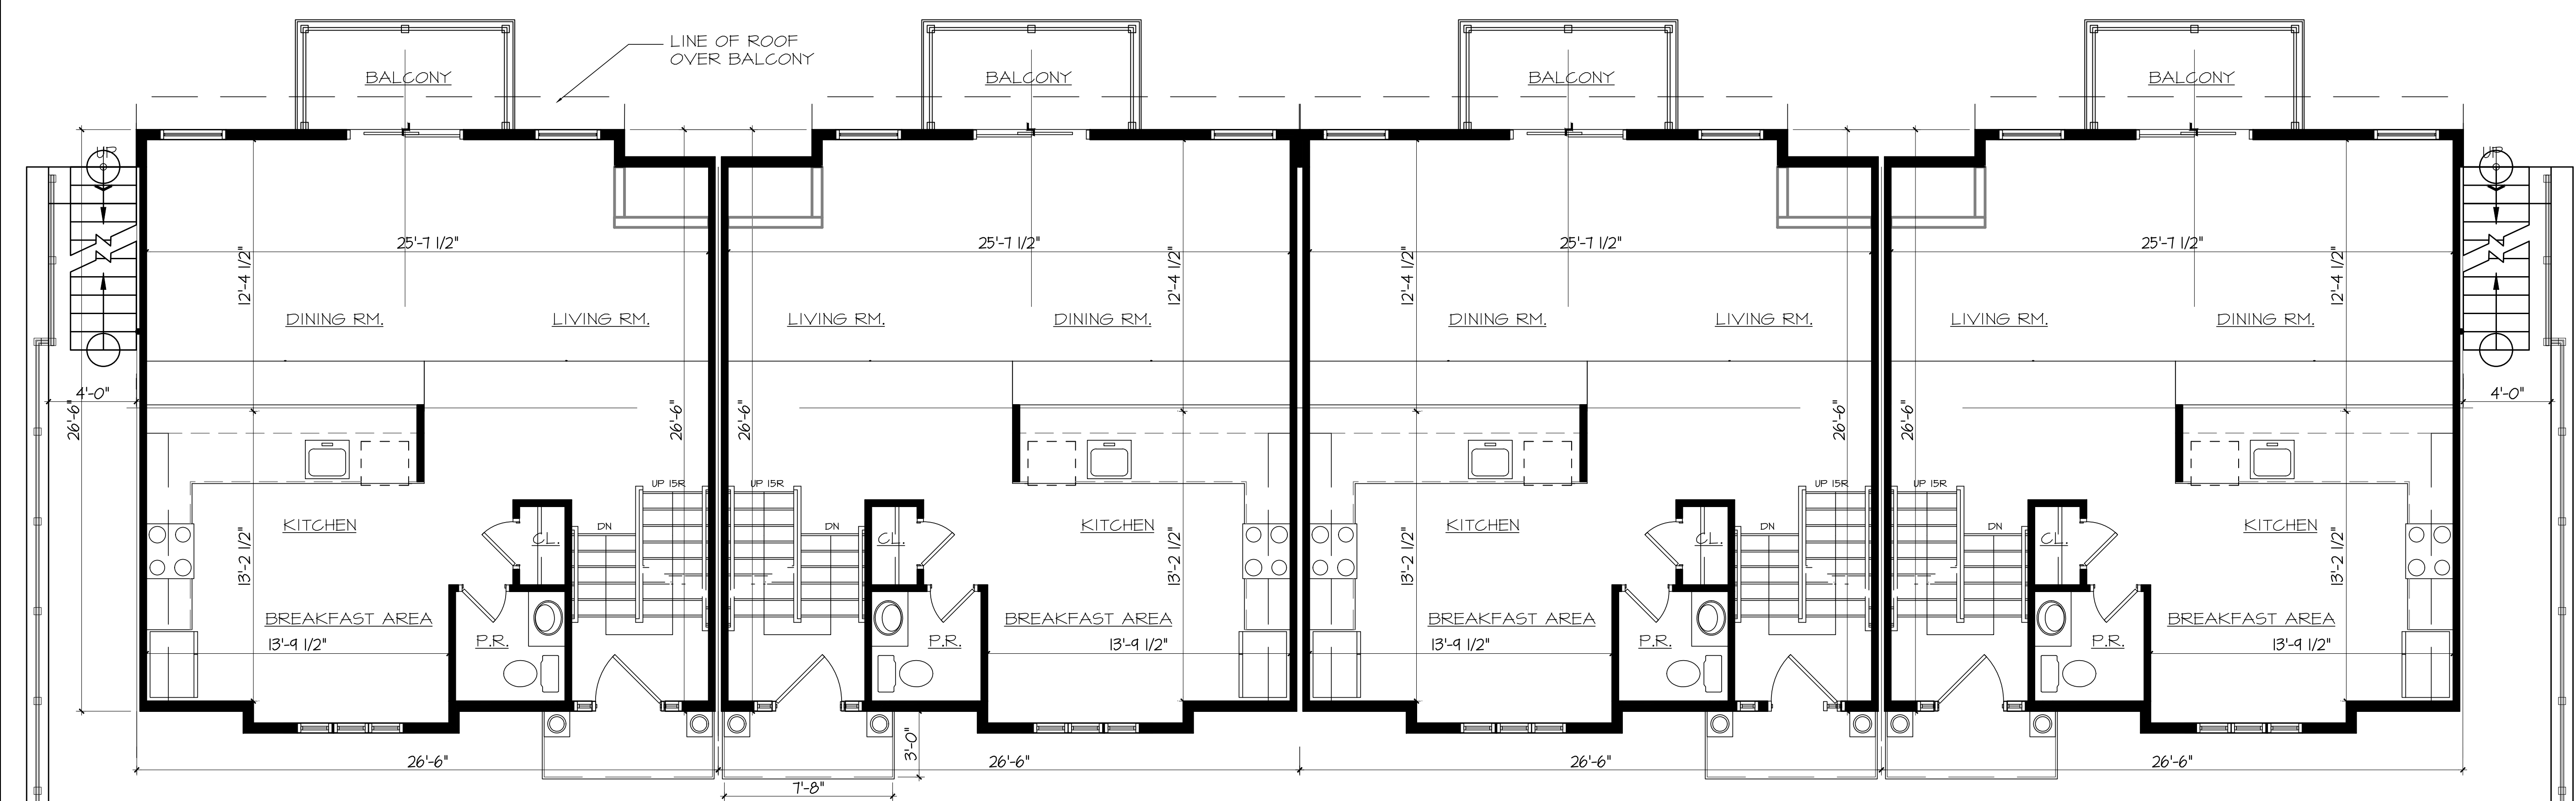 LINE OF ROOF
OVER BALCONY
BALCONY
BALCONY
BALCONY
BALCONY
UP
UP
25'-7 1/2"
25'-7 1/2"
25'-7 1/2"
25'-7 1/2"
12'-4 1/2"
12'-4 1/2"
12'-4 1/2"
12'-4 1/2"
DINING RM.
LIVING RM.
LIVING RM.
DINING RM.
DINING RM.
LIVING RM.
LIVING RM.
DINING RM.
4'-0"
4'-0"
26'-6"
26'-6"
26'-6"
26'-6"
26'-6"
UP 15R
UP 15R
UP 15R
UP 15R
KITCHEN
DN
DN
KITCHEN
KITCHEN
DN
DN
KITCHEN
CL.
CL.
CL.
CL.
13'-2 1/2"
13'-2 1/2"
13'-2 1/2"
13'-2 1/2"
BREAKFAST AREA
BREAKFAST AREA
BREAKFAST AREA
BREAKFAST AREA
P.R.
P.R.
P.R.
P.R.
13'-9 1/2"
13'-9 1/2"
13'-9 1/2"
13'-9 1/2"
3'-0"
26'-6"
26'-6"
26'-6"
26'-6"
7'-8"